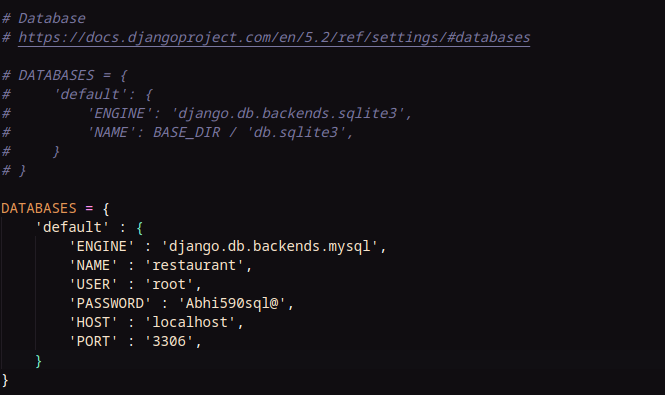 # Database
# https://docs.djangoproject.com/en/5.2/ref/settings/#databases
# DATABASES = {
#     'default': {
#         'ENGINE': 'django.db.backends.sqlite3',
#         'NAME': BASE_DIR / 'db.sqlite3',
#     }
# }
DATABASES = {
    'default' : {
        'ENGINE' : 'django.db.backends.mysql',
        'NAME' : 'restaurant',
        'USER' : 'root',
        'PASSWORD' : 'Abhi590sql@',
        'HOST' : 'localhost',
        'PORT' : '3306',
    }
}